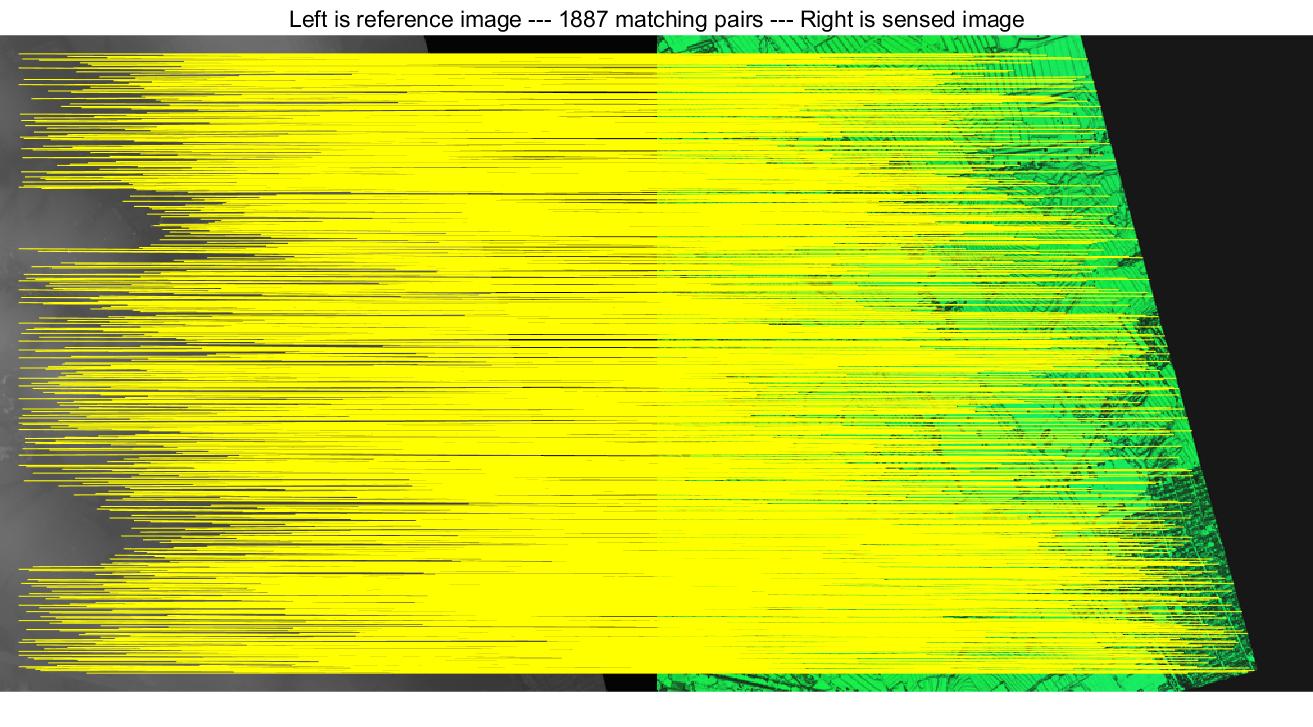 Left is reference image --- 1887 matching pairs --- Right is sensed image